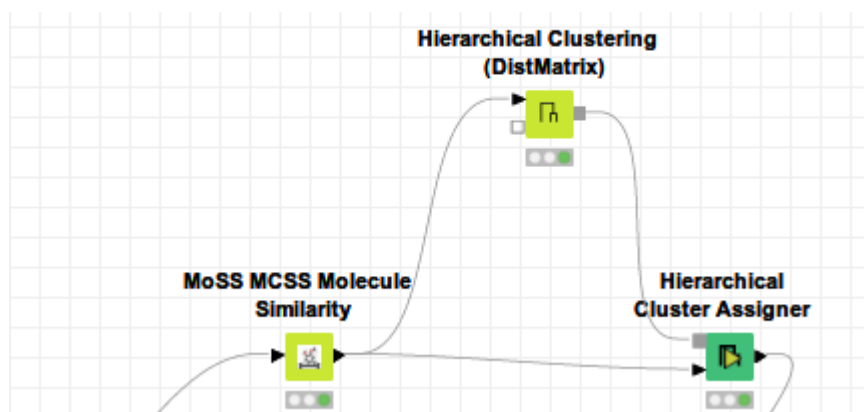 Hierarchical Clustering
(DistMatrix)
MoSS MCSS Molecule
Similarity
Hierarchical
Cluster Assigner